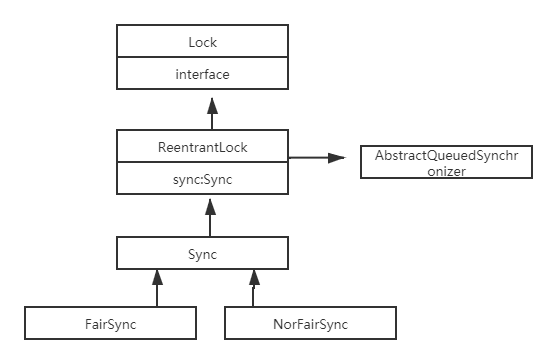 Lock
interface
ReentrantLock
sync:Sync
AbstractQueuedSynchr
onizer
Sync
FairSync
NorFairSync